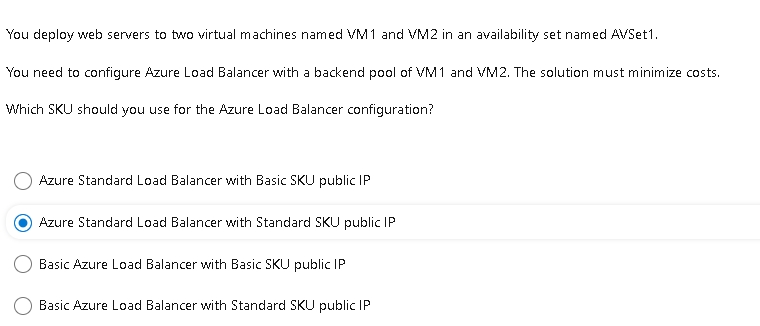 You deploy web servers to two virtual machines named VM1 and VM2 in an availability set named AVSet1.
You need to configure Azure Load Balancer with a backend pool of VM1 and VM2. The solution must minimize costs.
Which SKU should you use for the Azure Load Balancer configuration?
Azure Standard Load Balancer with Basic SKU public IP
Azure Standard Load Balancer with Standard SKU public IP
Basic Azure Load Balancer with Basic SKU public IP
Basic Azure Load Balancer with Standard SKU public IP